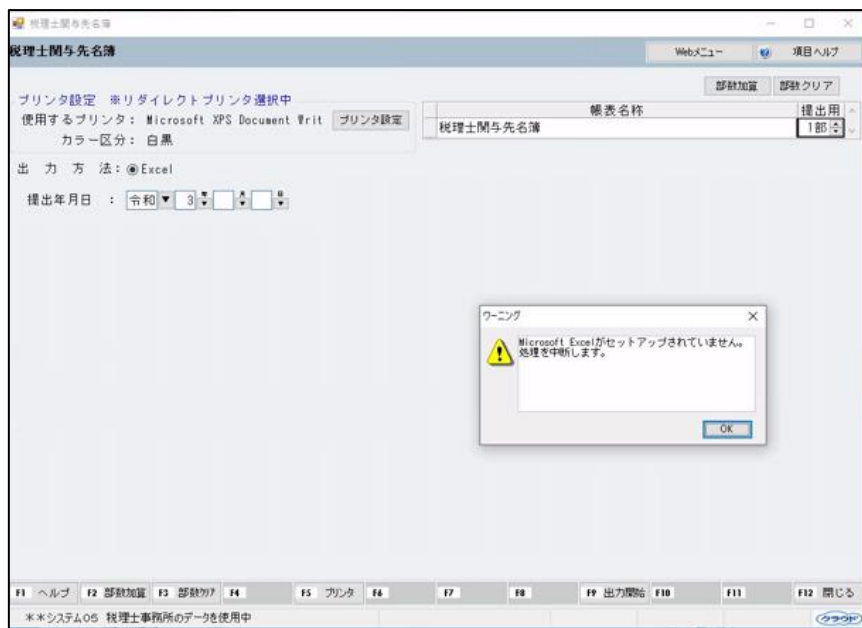 税理士関与先名簿
税理士関与先名簿
Webメニュー
項目ヘルプ
部数加算 部数クリア
プリンタ設定 ※リダイレクトプリンタ選択中
使用するプリンタ: Microsoft XPS Document Writ プリンタ設定
カラー区分: 白黒
帳表名称 提出用
税理士関与先名簿 1部
出力方法: Excel
提出年月日 : 令和 3 年 月 日
ワーニング
Microsoft Excelがセットアップされていません。
処理を中断します。
OK
F1 ヘルプ F2 部数加算 F3 部数クリア F4 F5 プリンタ F6 F7 F8 F9 出力開始 F10 F11 F12 閉じる
**システム05 税理士事務所のデータを使用中
クラウド